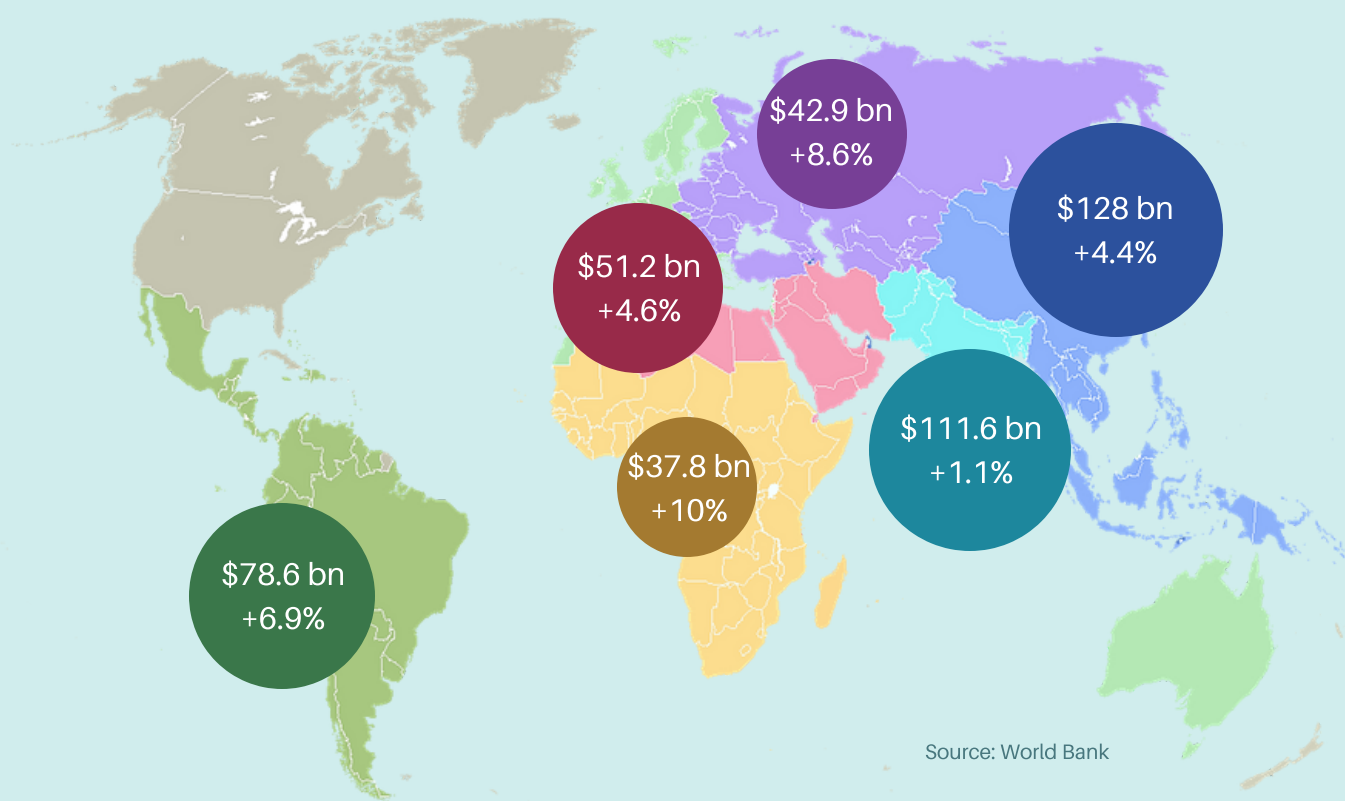 $42.9 bn
+8.6%
$128 bn
+4.4%
$51.2 bn
+4.6%
$111.6 bn
+1.1%
$37.8 bn
+10%
$78.6 bn
+6.9%
Source: World Bank